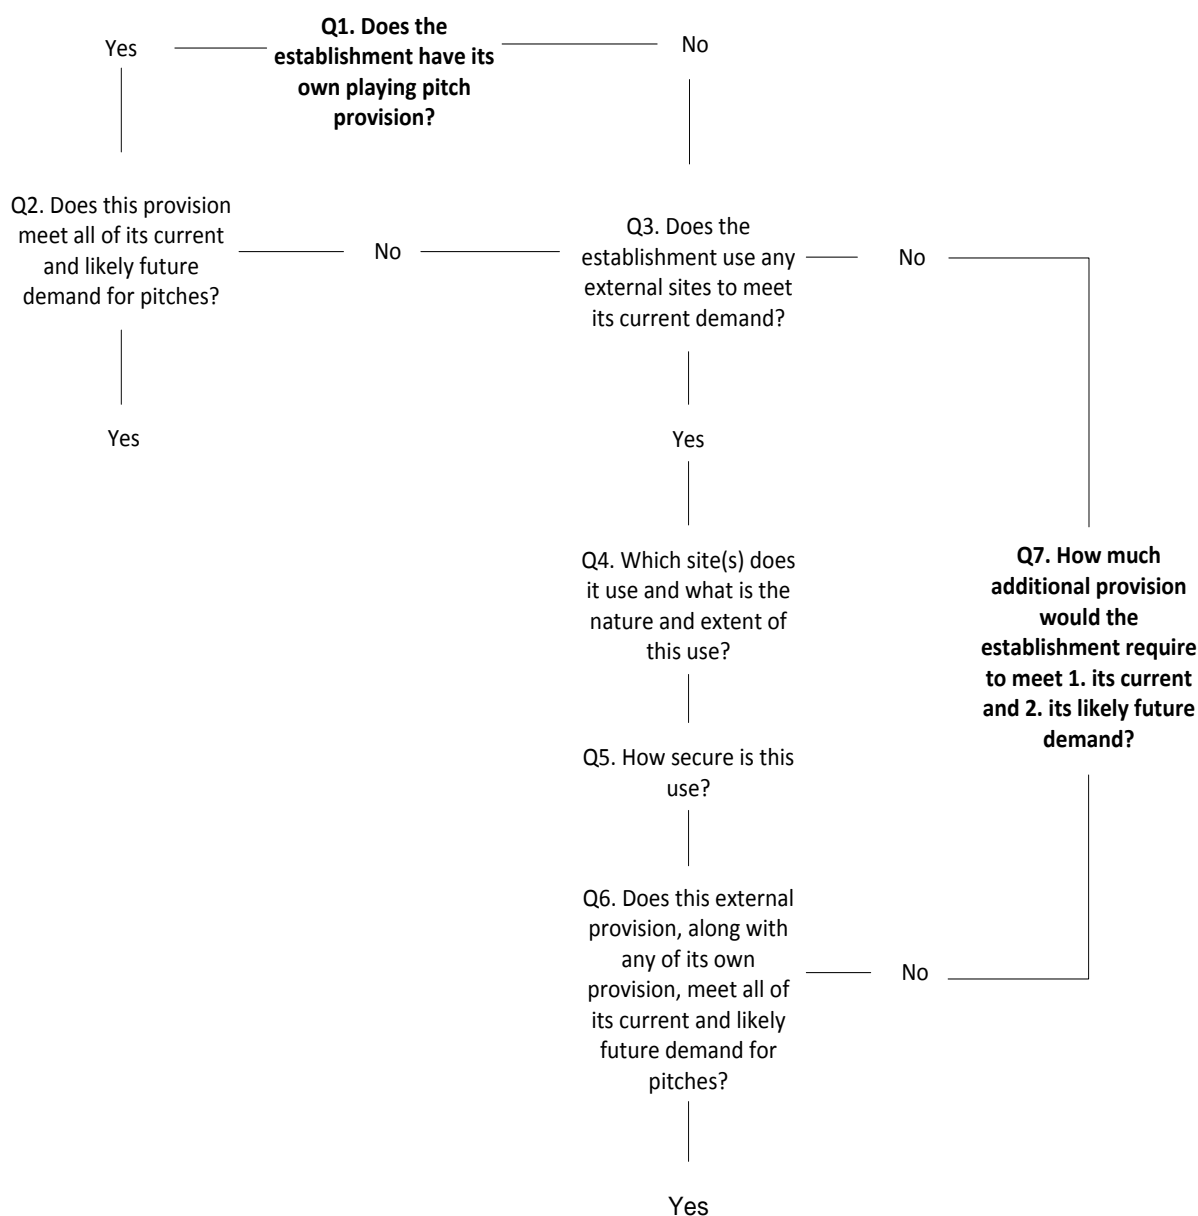 Q1. Does the
establishment have its
own playing pitch
provision?
Yes
No
Q2. Does this provision
meet all of its current
and likely future
demand for pitches?
No
Q3. Does the
establishment use any
external sites to meet
its current demand?
No
Yes
Yes
Q4. Which site(s) does
it use and what is the
nature and extent of
this use?
Q7. How much
additional provision
would the
establishment require
to meet 1. its current
and 2. its likely future
demand?
Q5. How secure is this
use?
Q6. Does this external
provision, along with
any of its own
provision, meet all of
its current and likely
future demand for
pitches?
No
Yes